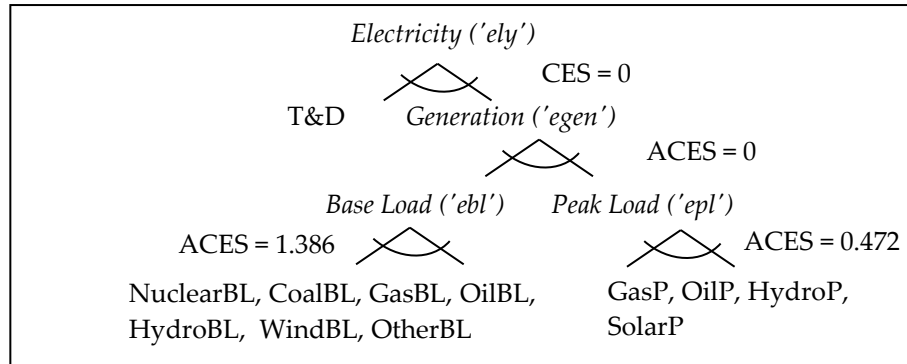 Electricity ('ely')
CES = 0
T&D
Generation ('egen')
ACES = 0
Base Load ('ebl')
Peak Load ('epl')
ACES = 1.386
ACES = 0.472
NuclearBL, CoalBL, GasBL, OilBL,
HydroBL, WindBL, OtherBL
GasP, OilP, HydroP,
SolarP